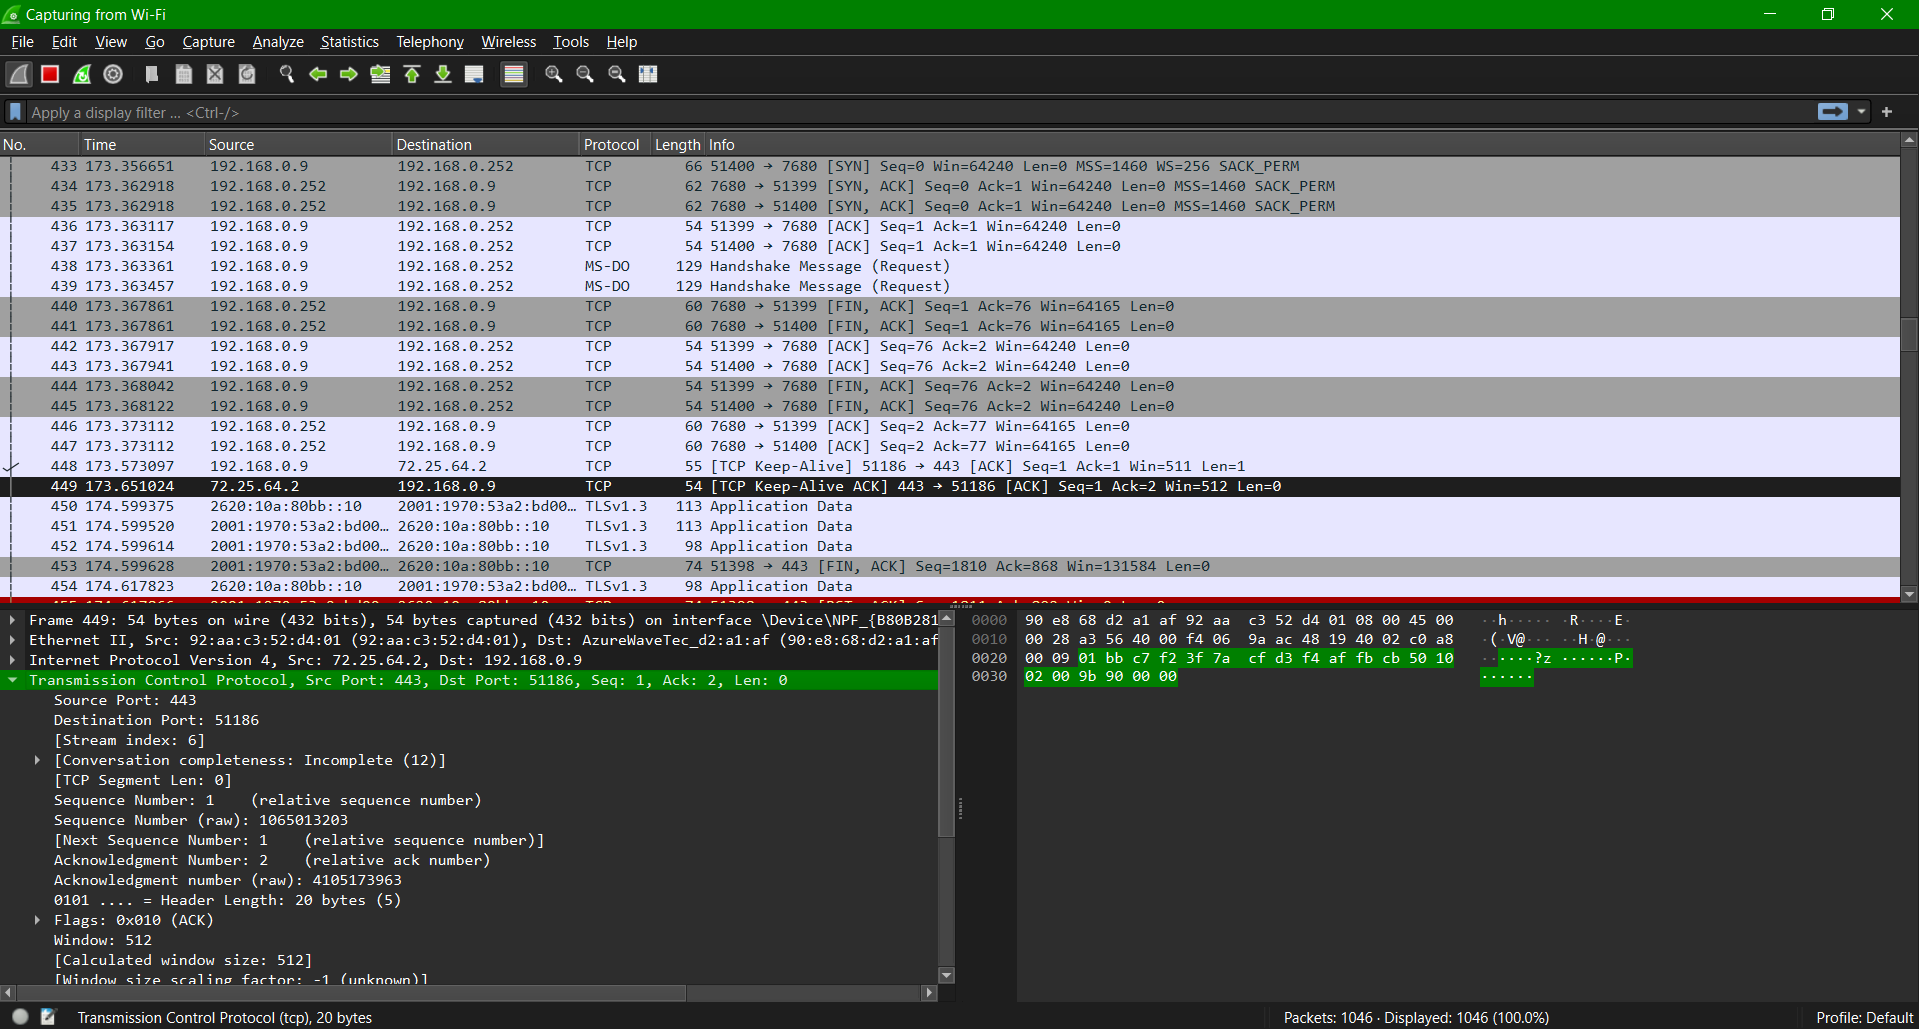 Capturing from Wi-Fi
File Edit View Go Capture Analyze Statistics Telephony Wireless Tools Help
Apply a display filter ... <Ctrl-/>
No. Time Source Destination Protocol Length Info
433 173.356651 192.168.0.9 192.168.0.252 TCP 66 51400 → 7680 [SYN] Seq=0 Win=64240 Len=0 MSS=1460 WS=256 SACK_PERM
434 173.362918 192.168.0.252 192.168.0.9 TCP 62 7680 → 51399 [SYN, ACK] Seq=0 Ack=1 Win=64240 Len=0 MSS=1460 SACK_PERM
435 173.362918 192.168.0.252 192.168.0.9 TCP 62 7680 → 51400 [SYN, ACK] Seq=0 Ack=1 Win=64240 Len=0 MSS=1460 SACK_PERM
436 173.363117 192.168.0.9 192.168.0.252 TCP 54 51399 → 7680 [ACK] Seq=1 Ack=1 Win=64240 Len=0
437 173.363154 192.168.0.9 192.168.0.252 TCP 54 51400 → 7680 [ACK] Seq=1 Ack=1 Win=64240 Len=0
438 173.363361 192.168.0.9 192.168.0.252 MS-DO 129 Handshake Message (Request)
439 173.363457 192.168.0.9 192.168.0.252 MS-DO 129 Handshake Message (Request)
440 173.367861 192.168.0.252 192.168.0.9 TCP 60 7680 → 51399 [FIN, ACK] Seq=1 Ack=76 Win=64165 Len=0
441 173.367861 192.168.0.252 192.168.0.9 TCP 60 7680 → 51400 [FIN, ACK] Seq=1 Ack=76 Win=64165 Len=0
442 173.367917 192.168.0.9 192.168.0.252 TCP 54 51399 → 7680 [ACK] Seq=76 Ack=2 Win=64240 Len=0
443 173.367941 192.168.0.9 192.168.0.252 TCP 54 51400 → 7680 [ACK] Seq=76 Ack=2 Win=64240 Len=0
444 173.368042 192.168.0.9 192.168.0.252 TCP 54 51399 → 7680 [FIN, ACK] Seq=76 Ack=2 Win=64240 Len=0
445 173.368122 192.168.0.9 192.168.0.252 TCP 54 51400 → 7680 [FIN, ACK] Seq=76 Ack=2 Win=64240 Len=0
446 173.373112 192.168.0.252 192.168.0.9 TCP 60 7680 → 51399 [ACK] Seq=2 Ack=77 Win=64165 Len=0
447 173.373112 192.168.0.252 192.168.0.9 TCP 60 7680 → 51400 [ACK] Seq=2 Ack=77 Win=64165 Len=0
448 173.573097 192.168.0.9 72.25.64.2 TCP 55 [TCP Keep-Alive] 51186 → 443 [ACK] Seq=1 Ack=1 Win=511 Len=1
449 173.651024 72.25.64.2 192.168.0.9 TCP 54 [TCP Keep-Alive ACK] 443 → 51186 [ACK] Seq=1 Ack=2 Win=512 Len=0
450 174.599375 2620:10a:80bb::10 2001:1970:53a2:bd00… TLSv1.3 113 Application Data
451 174.599520 2001:1970:53a2:bd00… 2620:10a:80bb::10 TLSv1.3 113 Application Data
452 174.599614 2001:1970:53a2:bd00… 2620:10a:80bb::10 TLSv1.3 98 Application Data
453 174.599628 2001:1970:53a2:bd00… 2620:10a:80bb::10 TCP 74 51398 → 443 [FIN, ACK] Seq=1810 Ack=868 Win=131584 Len=0
454 174.617823 2620:10a:80bb::10 2001:1970:53a2:bd00… TLSv1.3 98 Application Data
Frame 449: 54 bytes on wire (432 bits), 54 bytes captured (432 bits) on interface \Device\NPF_{B80B281
Ethernet II, Src: 92:aa:c3:52:d4:01 (92:aa:c3:52:d4:01), Dst: AzureWaveTec_d2:a1:af (90:e8:68:d2:a1:af
Internet Protocol Version 4, Src: 72.25.64.2, Dst: 192.168.0.9
Transmission Control Protocol, Src Port: 443, Dst Port: 51186, Seq: 1, Ack: 2, Len: 0
Source Port: 443
Destination Port: 51186
[Stream index: 6]
[Conversation completeness: Incomplete (12)]
[TCP Segment Len: 0]
Sequence Number: 1 (relative sequence number)
Sequence Number (raw): 1065013203
[Next Sequence Number: 1 (relative sequence number)]
Acknowledgment Number: 2 (relative ack number)
Acknowledgment number (raw): 4105173963
0101 .... = Header Length: 20 bytes (5)
Flags: 0x010 (ACK)
Window: 512
[Calculated window size: 512]
[Window size scaling factor: -1 (unknown)]
0000 90 e8 68 d2 a1 af 92 aa c3 52 d4 01 08 00 45 00 ··h····· ·R····E·
0010 00 28 a3 56 40 00 f4 06 9a ac 48 19 40 02 c0 a8 ·(·V@··· ··H·@···
0020 00 09 01 bb c7 f2 3f 7a cf d3 f4 af fb cb 50 10 ······?z ······P·
0030 02 00 9b 90 00 00 ······
Transmission Control Protocol (tcp), 20 bytes
Packets: 1046 · Displayed: 1046 (100.0%)
Profile: Default